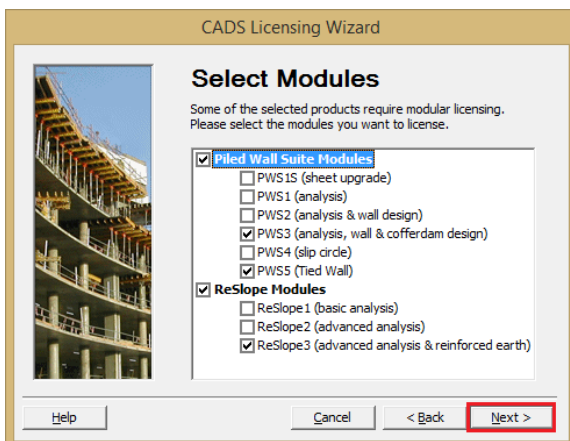 CADS Licensing Wizard
Select Modules
Some of the selected products require modular licensing.
Please select the modules you want to license.
Piled Wall Suite Modules
PWS1S (sheet upgrade)
PWS1 (analysis)
PWS2 (analysis & wall design)
PWS3 (analysis, wall & cofferdam design)
PWS4 (slip circle)
PWS5 (Tied Wall)
ReSlope Modules
ReSlope1 (basic analysis)
ReSlope2 (advanced analysis)
ReSlope3 (advanced analysis & reinforced earth)
Help Cancel < Back Next >